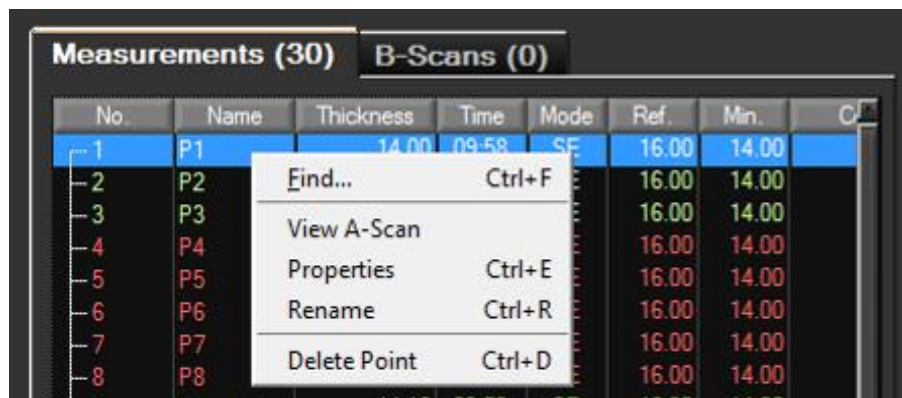 Measurements (30) B-Scans (0)
No. Name Thickness Time Mode Ref. Min.
1 P1 14.00 09:58 SE 16.00 14.00
2 P2 16.00 14.00
3 P3 16.00 14.00
4 P4 16.00 14.00
5 P5 16.00 14.00
6 P6 16.00 14.00
7 P7 16.00 14.00
8 P8 16.00 14.00
Find... Ctrl+F
View A-Scan
Properties Ctrl+E
Rename Ctrl+R
Delete Point Ctrl+D